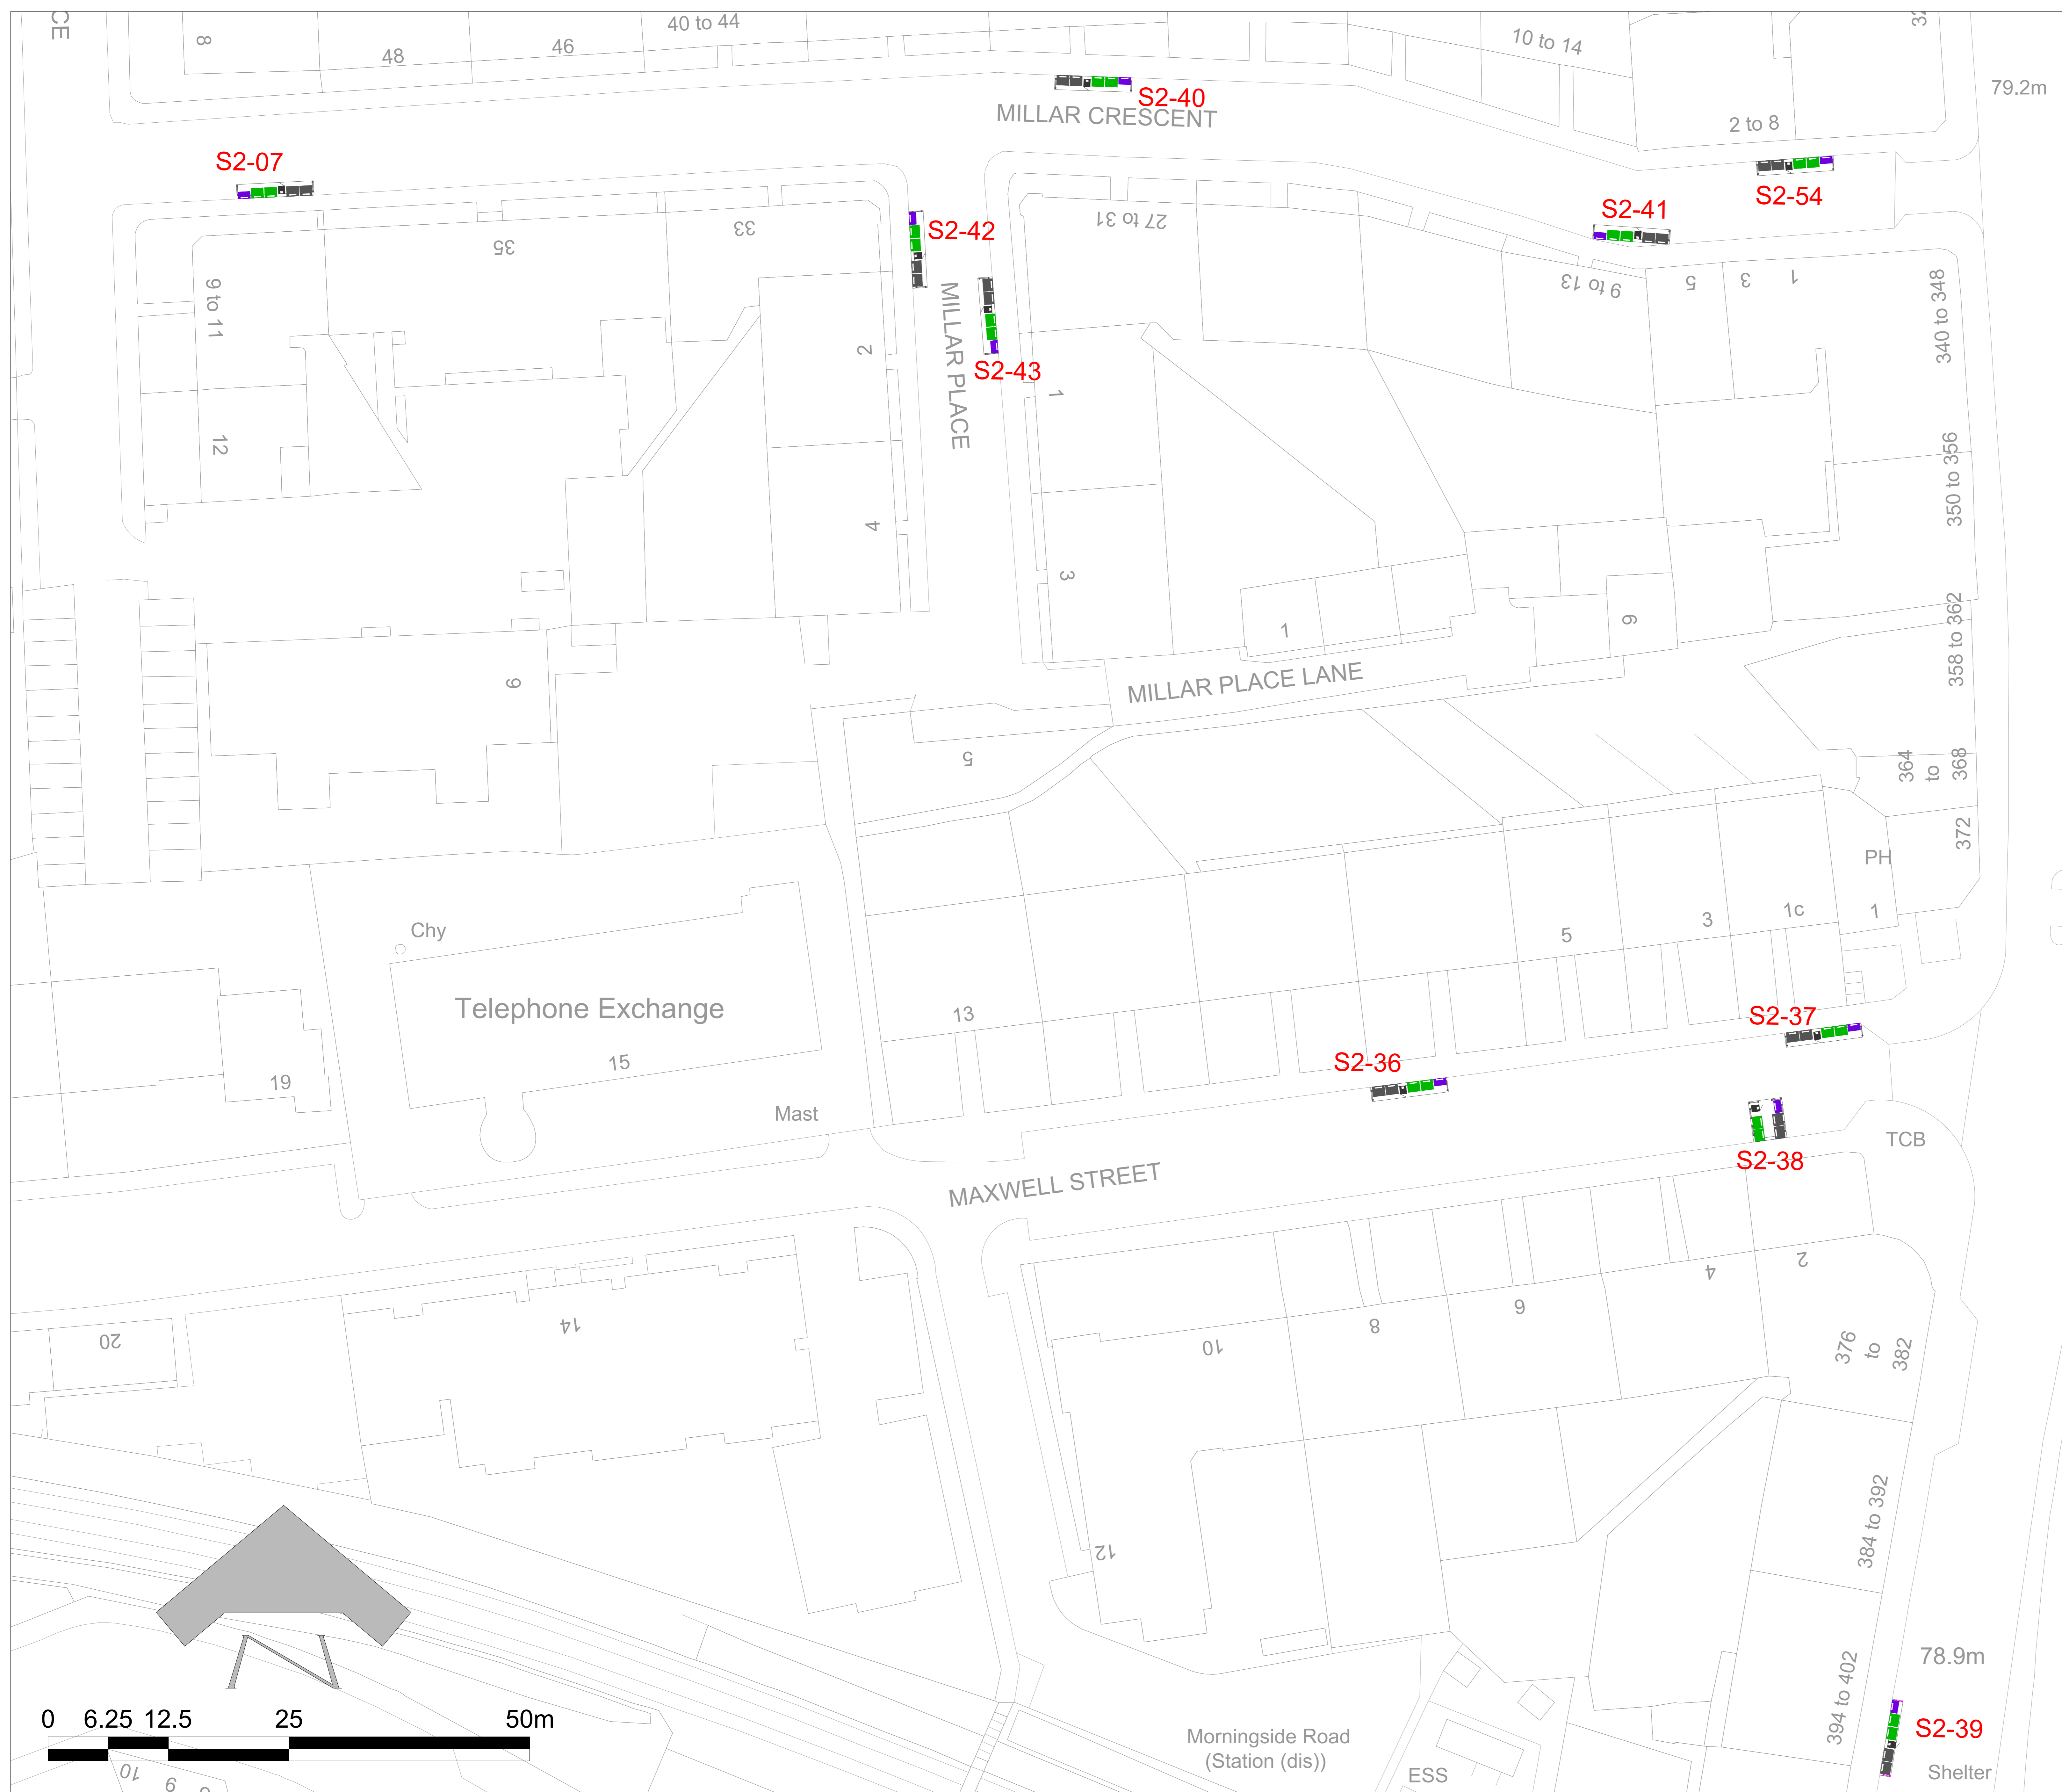 CE
8
48
46
40 to 44
10 to 14
32
79.2m
S2-40
MILLAR CRESCENT
2 to 8
S2-07
S2-54
S2-41
S2-42
35
33
27 to 31
9 to 13
5
3
1
9 to 11
MILLAR PLACE
2
S2-43
1
340 to 348
12
350 to 356
4
3
1
6
358 to 362
MILLAR PLACE LANE
9
5
364
to
368
372
PH
Chy
5
3
1c
1
Telephone Exchange
13
S2-37
15
S2-36
19
Mast
TCB
S2-38
MAXWELL STREET
2
4
6
8
10
14
20
376
to
382
384 to 392
12
394 to 402
78.9m
0 6.25 12.5 25 50m
S2-39
Morningside Road
(Station (dis))
ESS
Shelter
10
9